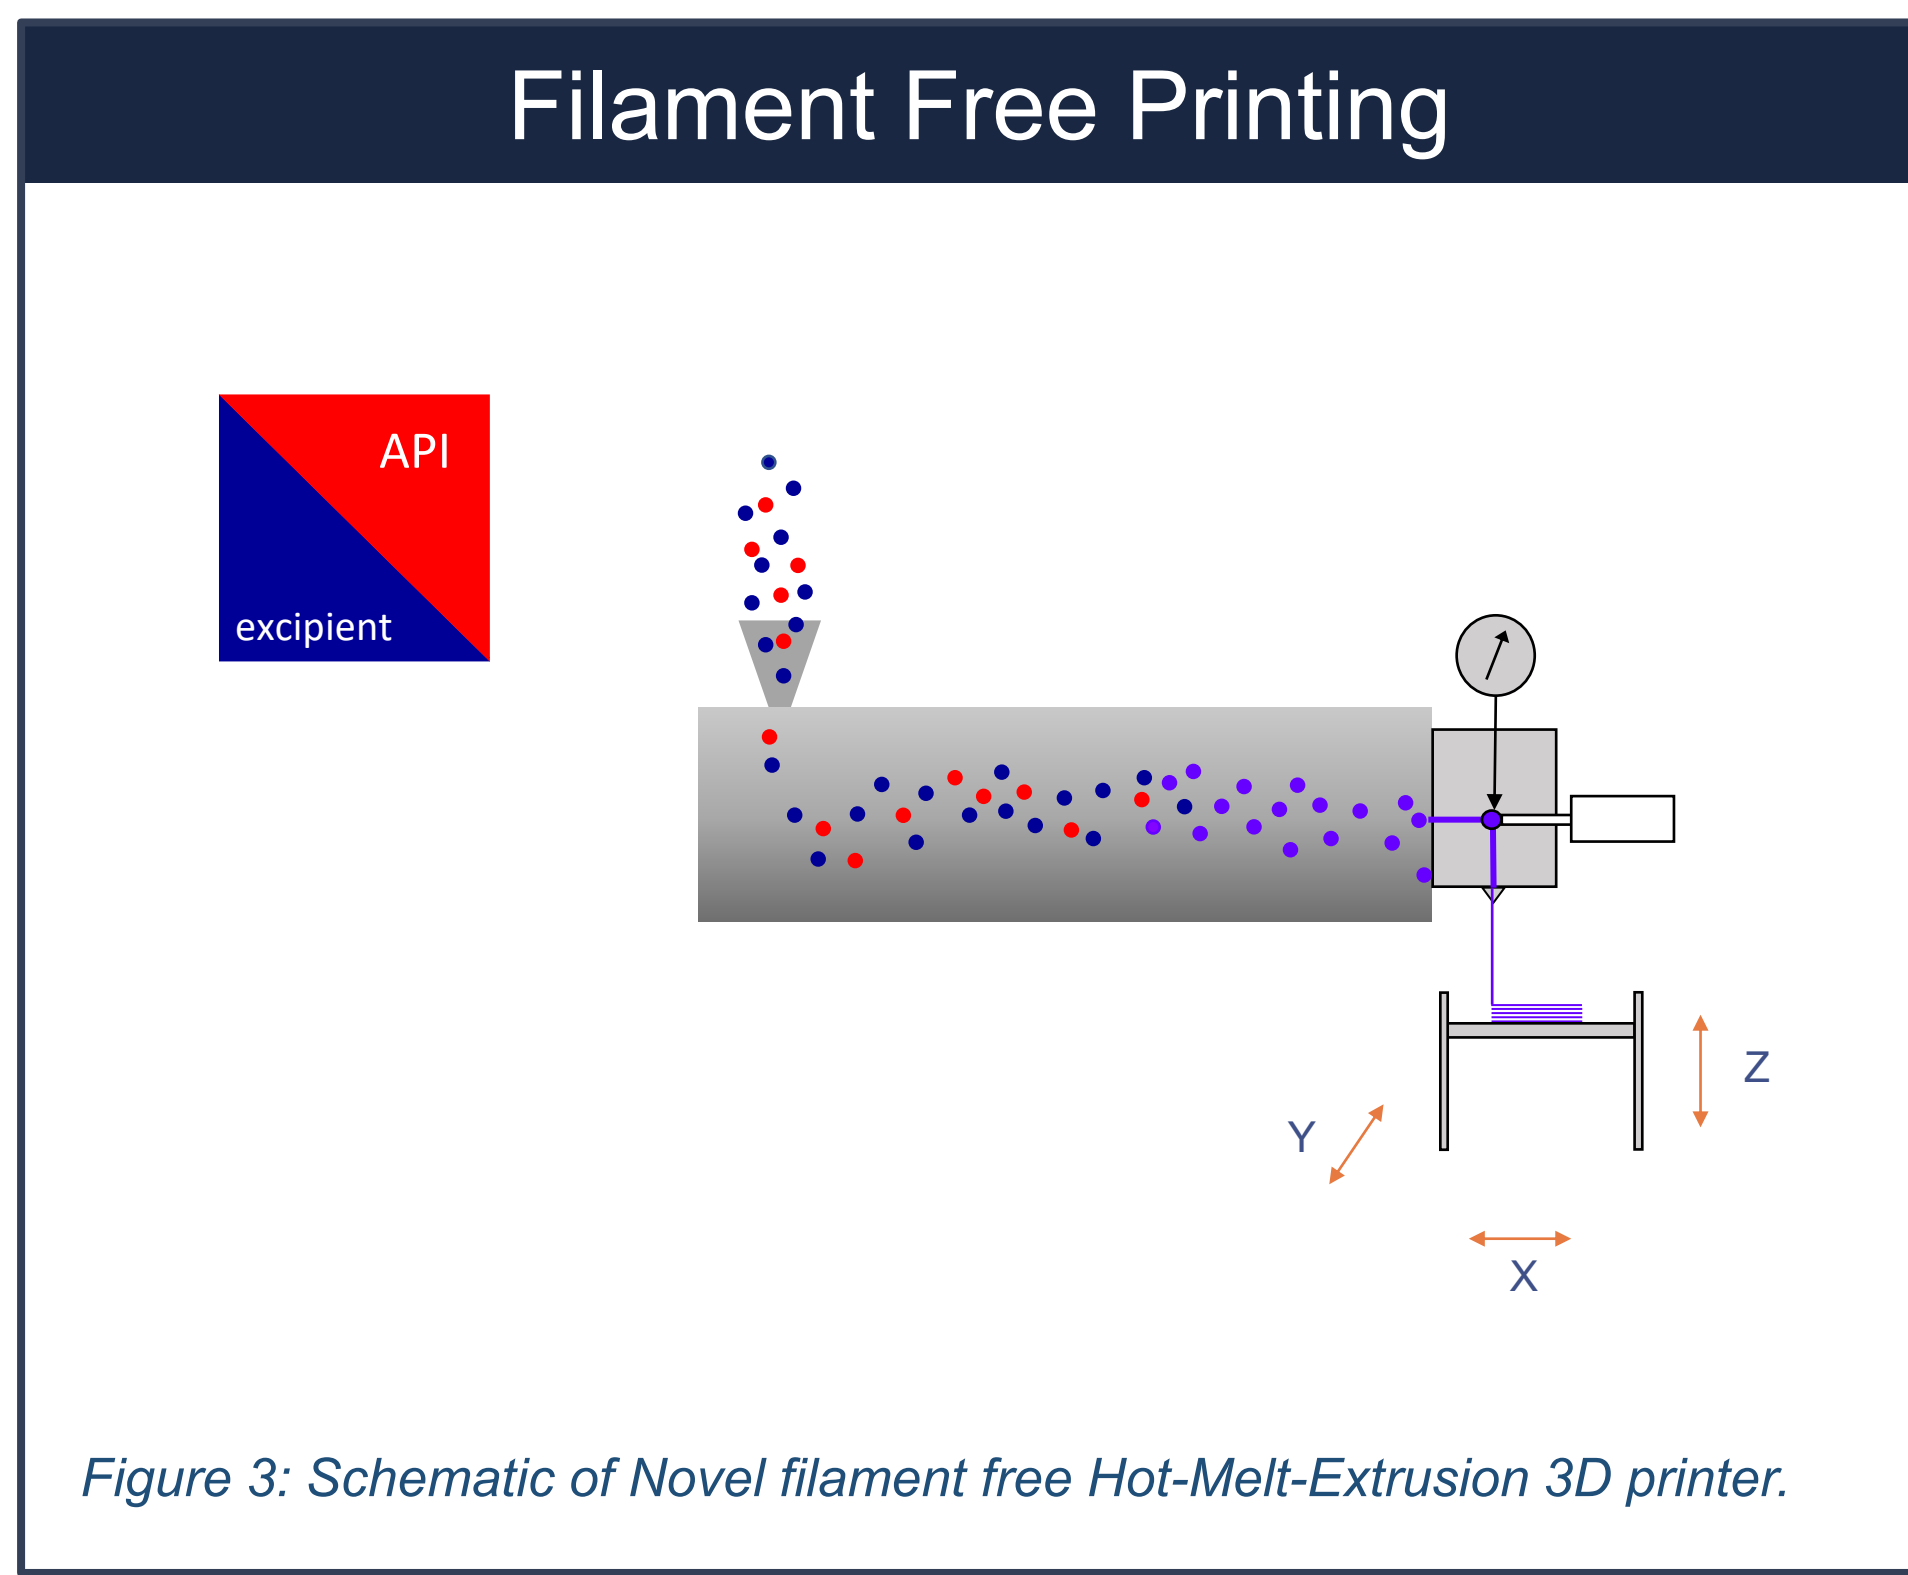 Filament Free Printing
API
excipient
Z
Y
X
Figure 3: Schematic of Novel filament free Hot-Melt-Extrusion 3D printer.